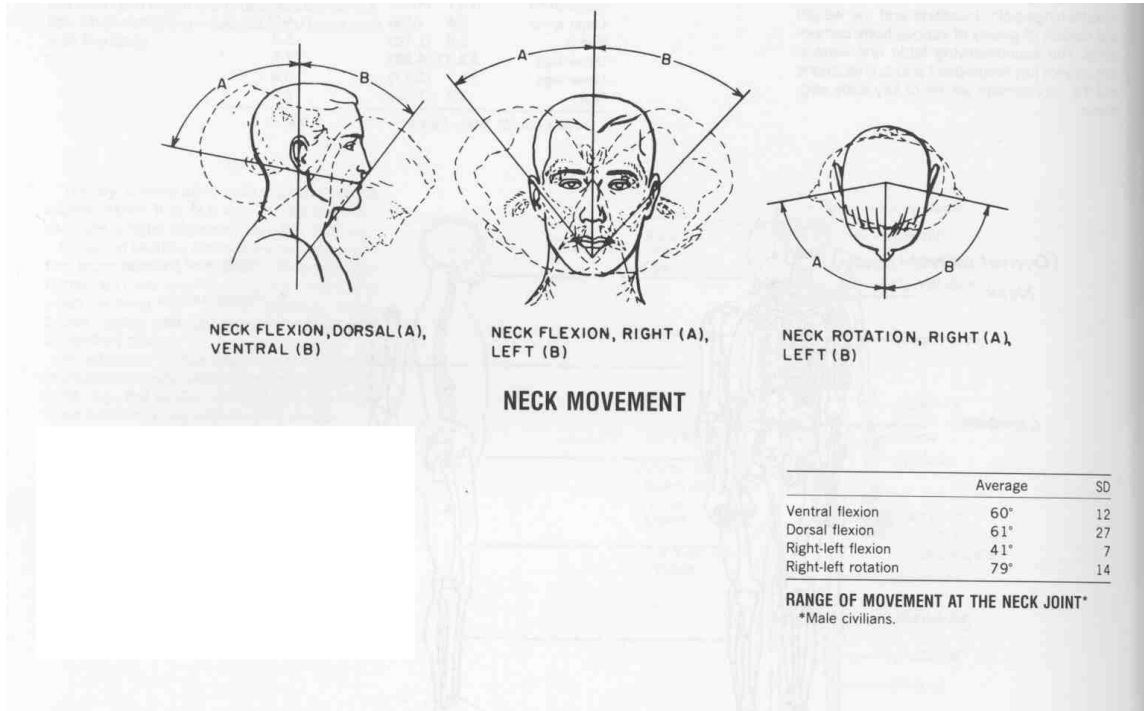 A
B
A
B
A
B
NECK FLEXION, DORSAL (A),
VENTRAL (B)
NECK FLEXION, RIGHT (A),
LEFT (B)
NECK ROTATION, RIGHT (A),
LEFT (B)
NECK MOVEMENT
Average SD
Ventral flexion 60° 12
Dorsal flexion 61° 27
Right-left flexion 41° 7
Right-left rotation 79° 14
RANGE OF MOVEMENT AT THE NECK JOINT*
*Male civilians.